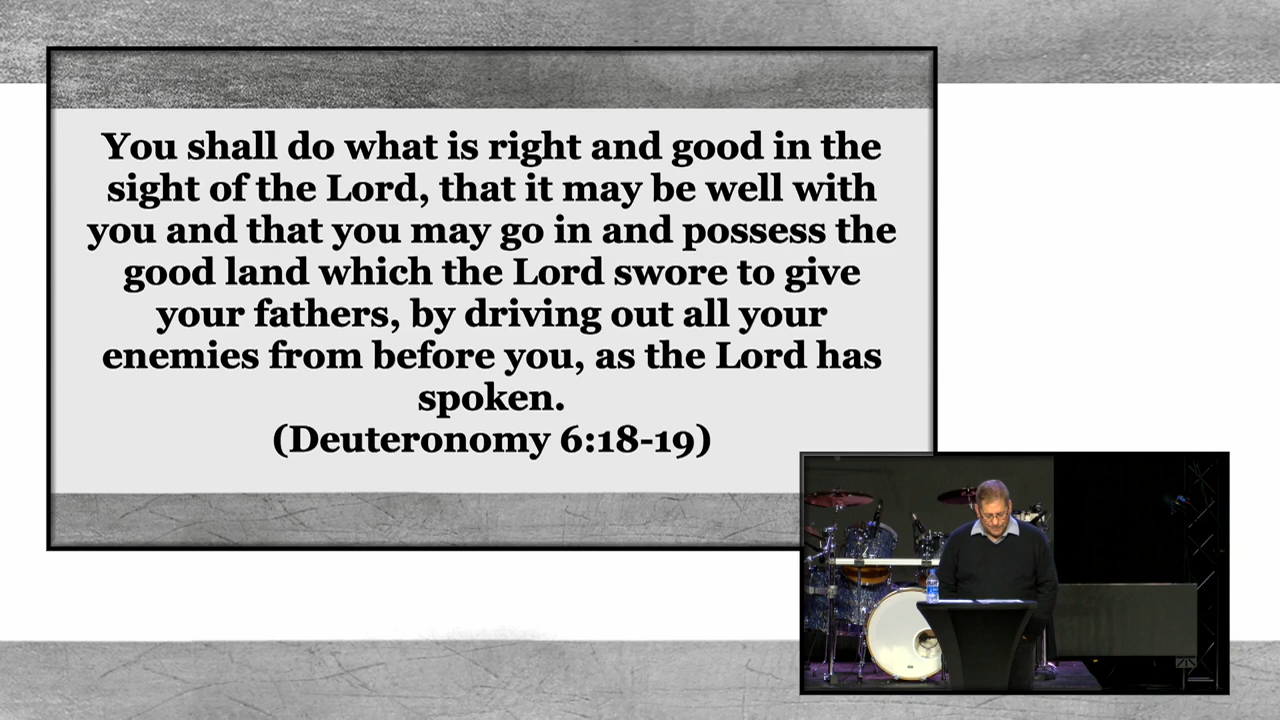 You shall do what is right and good in the
sight of the Lord, that it may be well with
you and that you may go in and possess the
good land which the Lord swore to give
your fathers, by driving out all your
enemies from before you, as the Lord has
spoken.
(Deuteronomy 6:18-19)